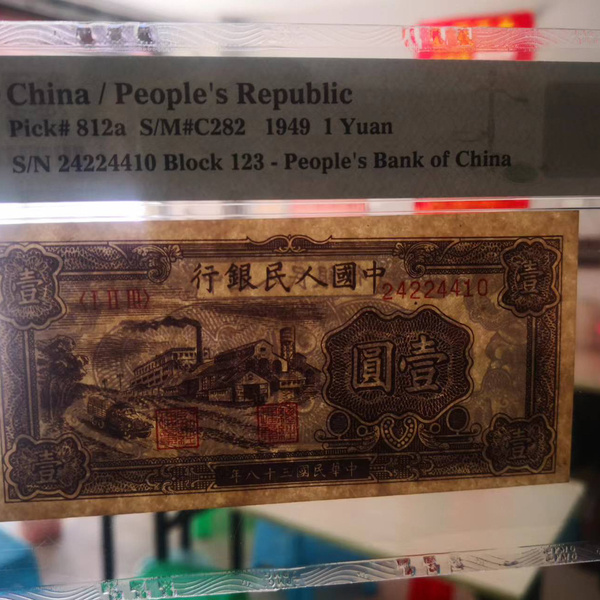 China / People's Republic
Pick# 812a S/M#C282 1949 1 Yuan
S/N 24224410 Block 123 - People's Bank of China
行銀民人國中
壹 壹
〈I II III〉 24224410
圓壹
壹 壹
年八十三國民華中